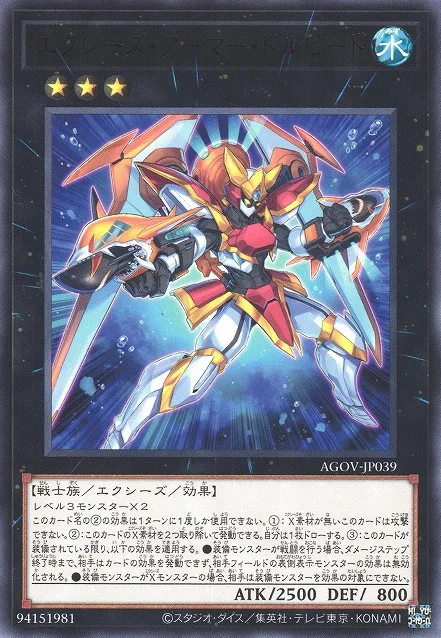 エクシーズ・アーマー・トルピード
水
AGOV-JP039
【戦士族／エクシーズ／効果】
レベル３モンスター×２
このカード名の②の効果は１ターンに１度しか使用できない。①：X素材が無いこのカードは攻撃
できない。②：このカードのX素材を２つ取り除いて発動できる。自分は１枚ドローする。③：このカードが
装備されている限り、以下の効果を適用する。●装備モンスターが戦闘を行う場合、ダメージステップ
終了時まで、相手はカードの効果を発動できず、相手フィールドの表側表示モンスターの効果は無効
化される。●装備モンスターがXモンスターの場合、相手は装備モンスターを効果の対象にできない。
ATK/2500 DEF/ 800
94151981
©スタジオ・ダイス／集英社・テレビ東京・KONAMI